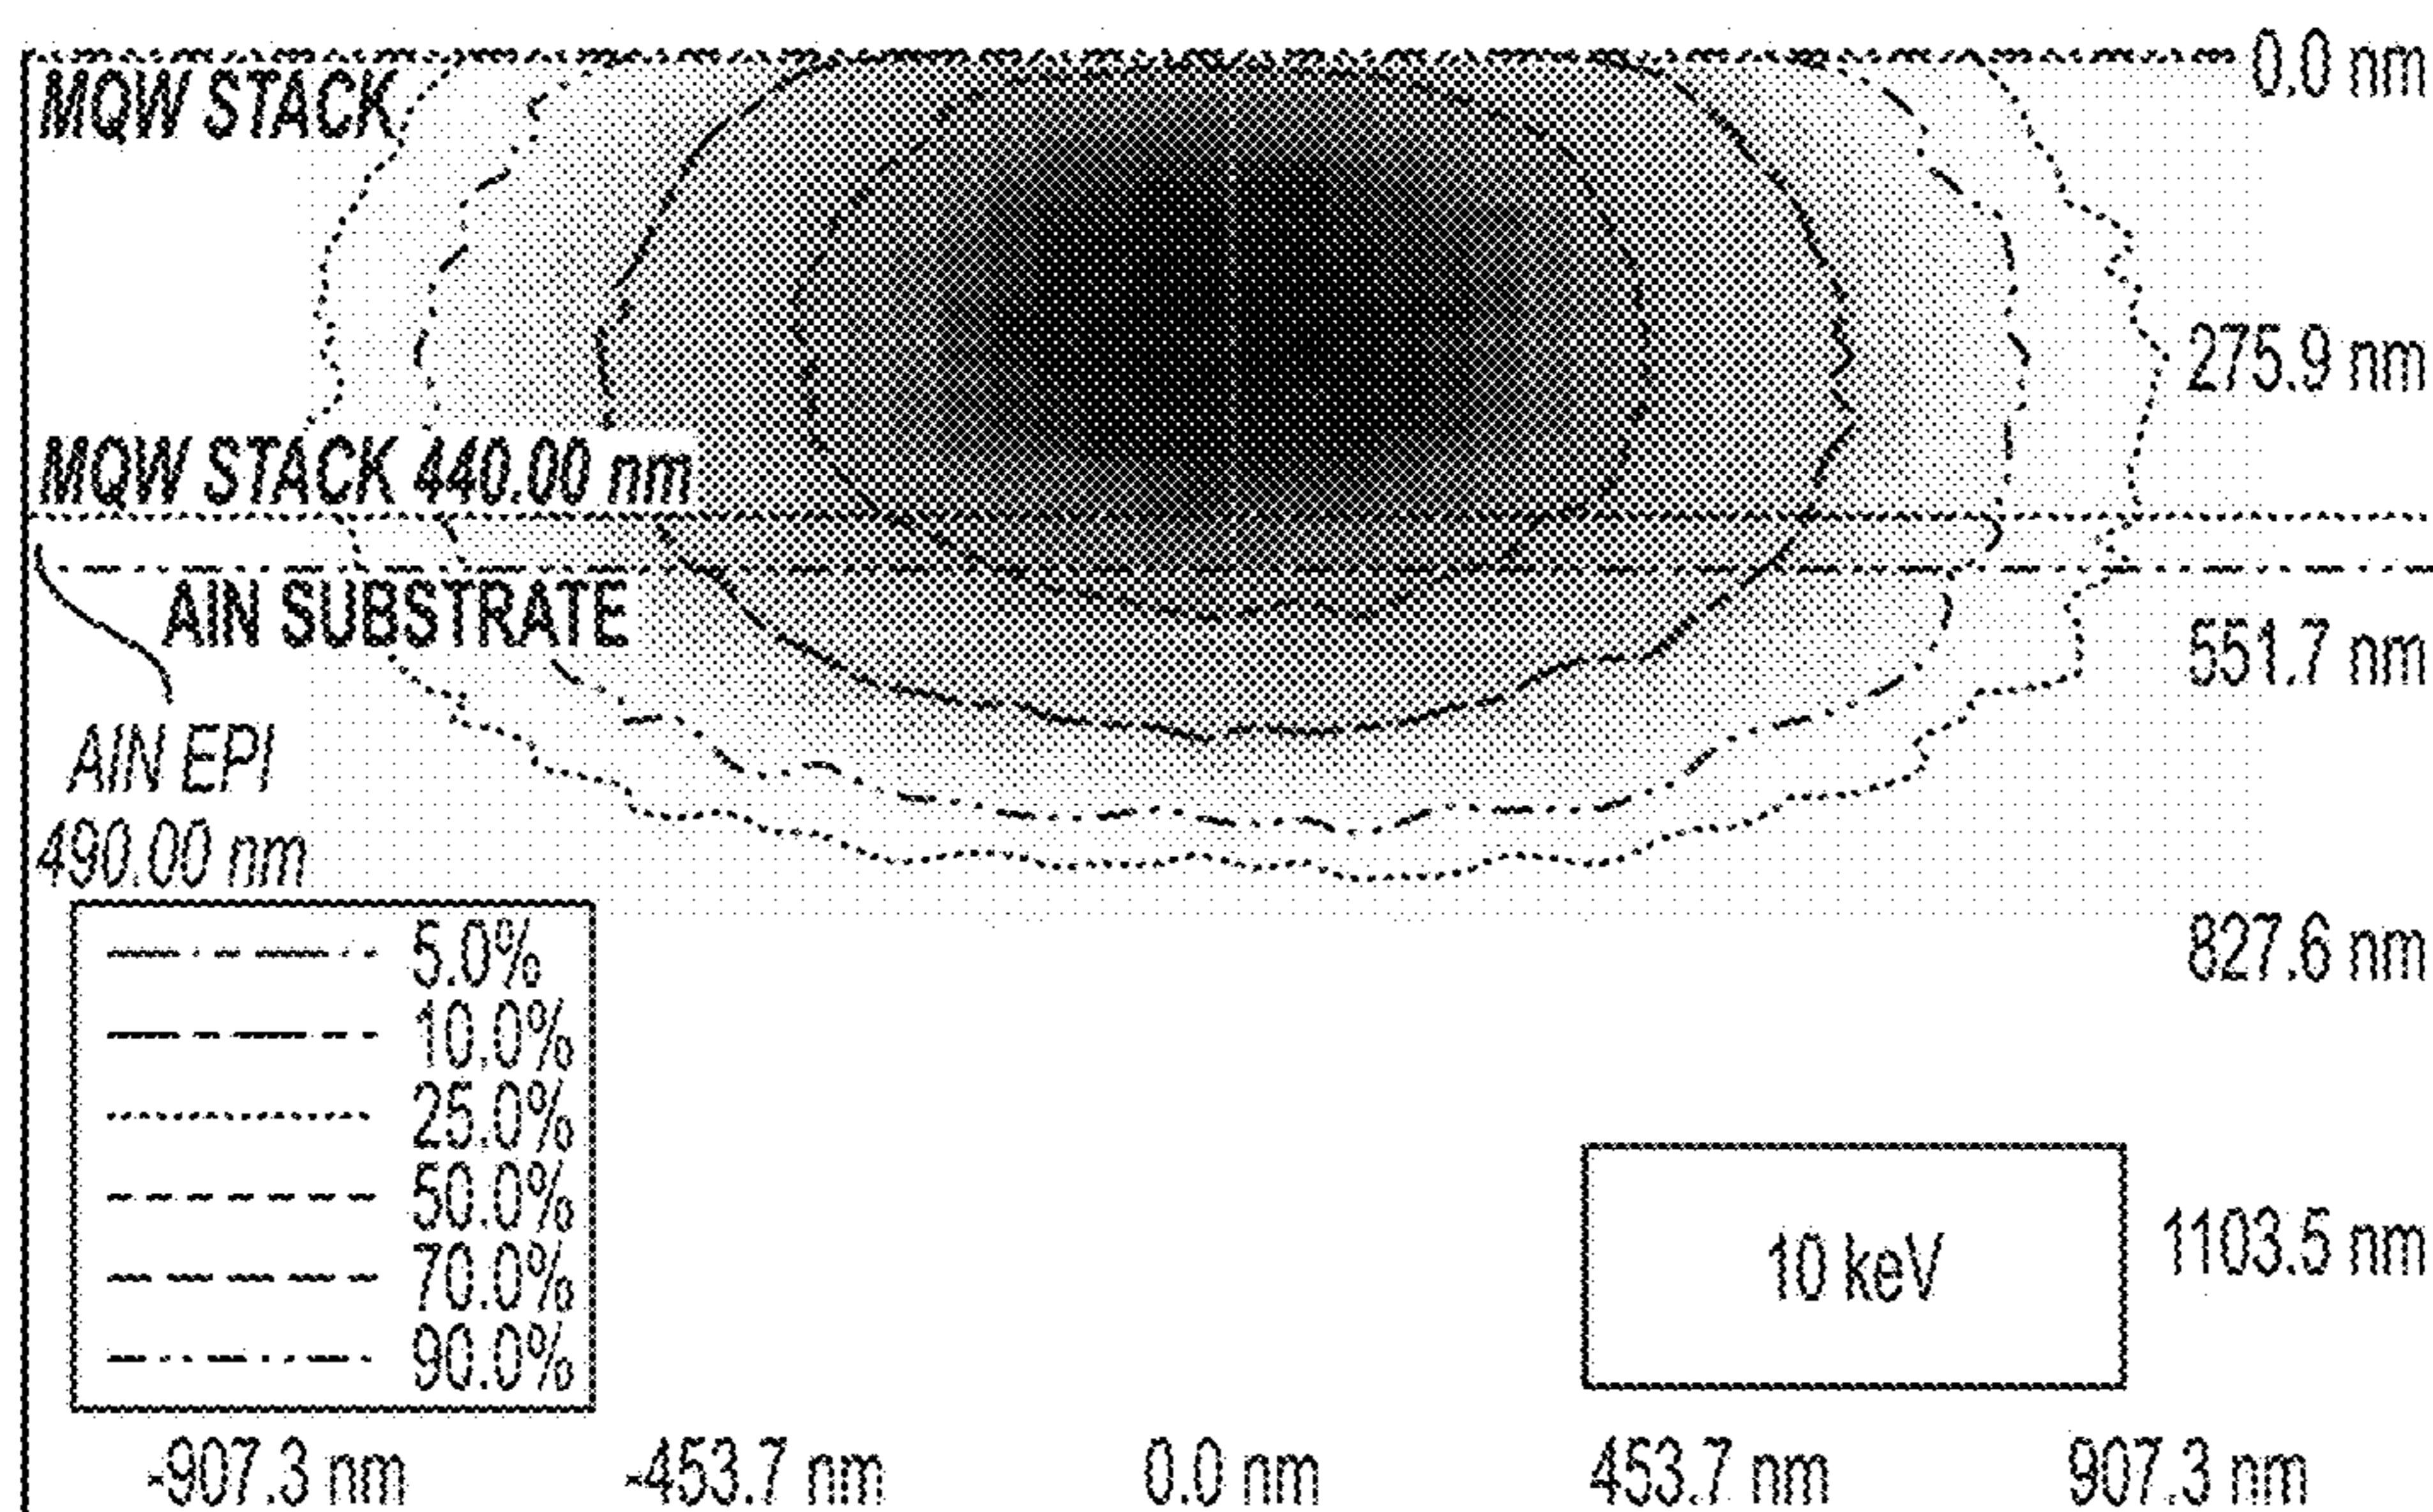 MQW STACK
0.0 nm
275.9 nm
MQW STACK 440.00 nm
AlN SUBSTRATE
551.7 nm
AlN EPI
490.00 nm
827.6 nm
5.0%
10.0%
25.0%
50.0%
70.0%
90.0%
10 keV
1103.5 nm
-907.3 nm
-453.7 nm
0.0 nm
453.7 nm
907.3 nm